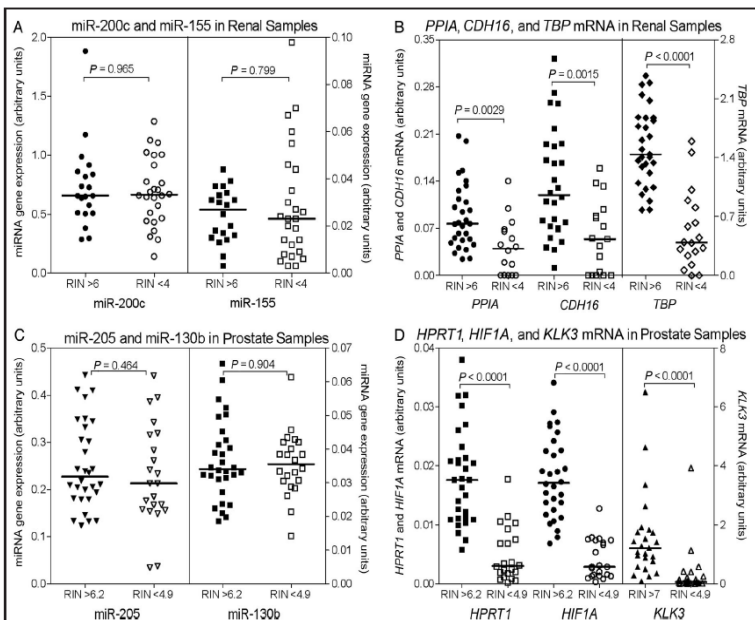 A
miR-200c and miR-155 in Renal Samples
miRNA gene expression (arbitrary units)
2.0
1.5
1.0
0.5
0.0
P = 0.965
P = 0.799
0.10
0.08
0.06
0.04
0.02
0.00
miRNA gene expression (arbitrary units)
RIN >6 RIN <4 RIN >6 RIN <4
miR-200c miR-155
B
PPIA, CDH16, and TBP mRNA in Renal Samples
PPIA and CDH16 mRNA (arbitrary units)
0.35
0.28
0.21
0.14
0.07
0.00
P = 0.0029
P = 0.0015
P <0.0001
2.8
2.1
1.4
0.7
0.0
TBP mRNA (arbitrary units)
RIN >6 RIN <4 RIN >6 RIN <4 RIN >6 RIN <4
PPIA CDH16 TBP
C
miR-205 and miR-130b in Prostate Samples
miRNA gene expression (arbitrary units)
0.5
0.4
0.3
0.2
0.1
0.0
P = 0.464
P = 0.904
0.07
0.06
0.05
0.04
0.03
0.02
0.01
0.00
miRNA gene expression (arbitrary units)
RIN >6.2 RIN <4.9 RIN >6.2 RIN <4.9
miR-205 miR-130b
D
HPRT1, HIF1A, and KLK3 mRNA in Prostate Samples
HPRT1 and HIF1A mRNA (arbitrary units)
0.04
0.03
0.02
0.01
0.00
P <0.0001
P <0.0001
P <0.0001
8
6
4
2
0
KLK3 mRNA (arbitrary units)
RIN >6.2 RIN <4.9 RIN >6.2 RIN <4.9 RIN >7 RIN <4.9
HPRT1 HIF1A KLK3